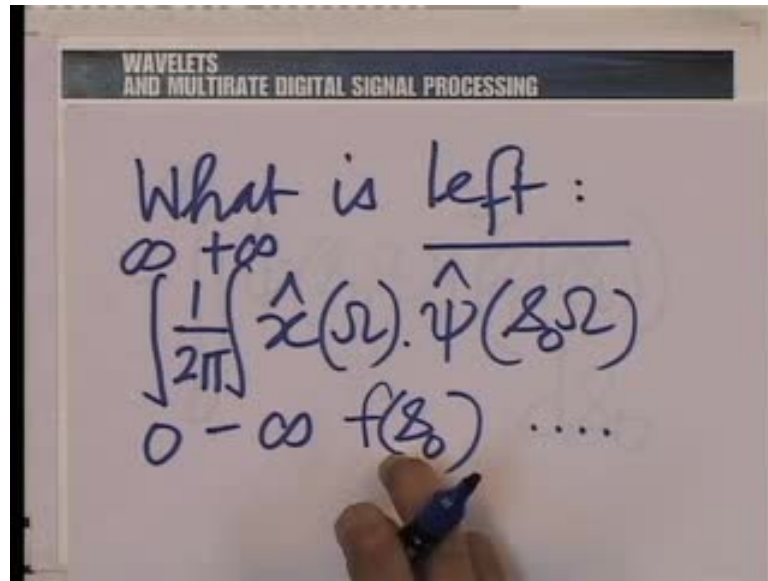 WAVELETS
AND MULTIRATE DIGITAL SIGNAL PROCESSING
What is left :
∞ +∞
∫ 1/2π ∫ x̂(Ω). ψ̂(s₀Ω)
0 -∞ f(s₀) ....